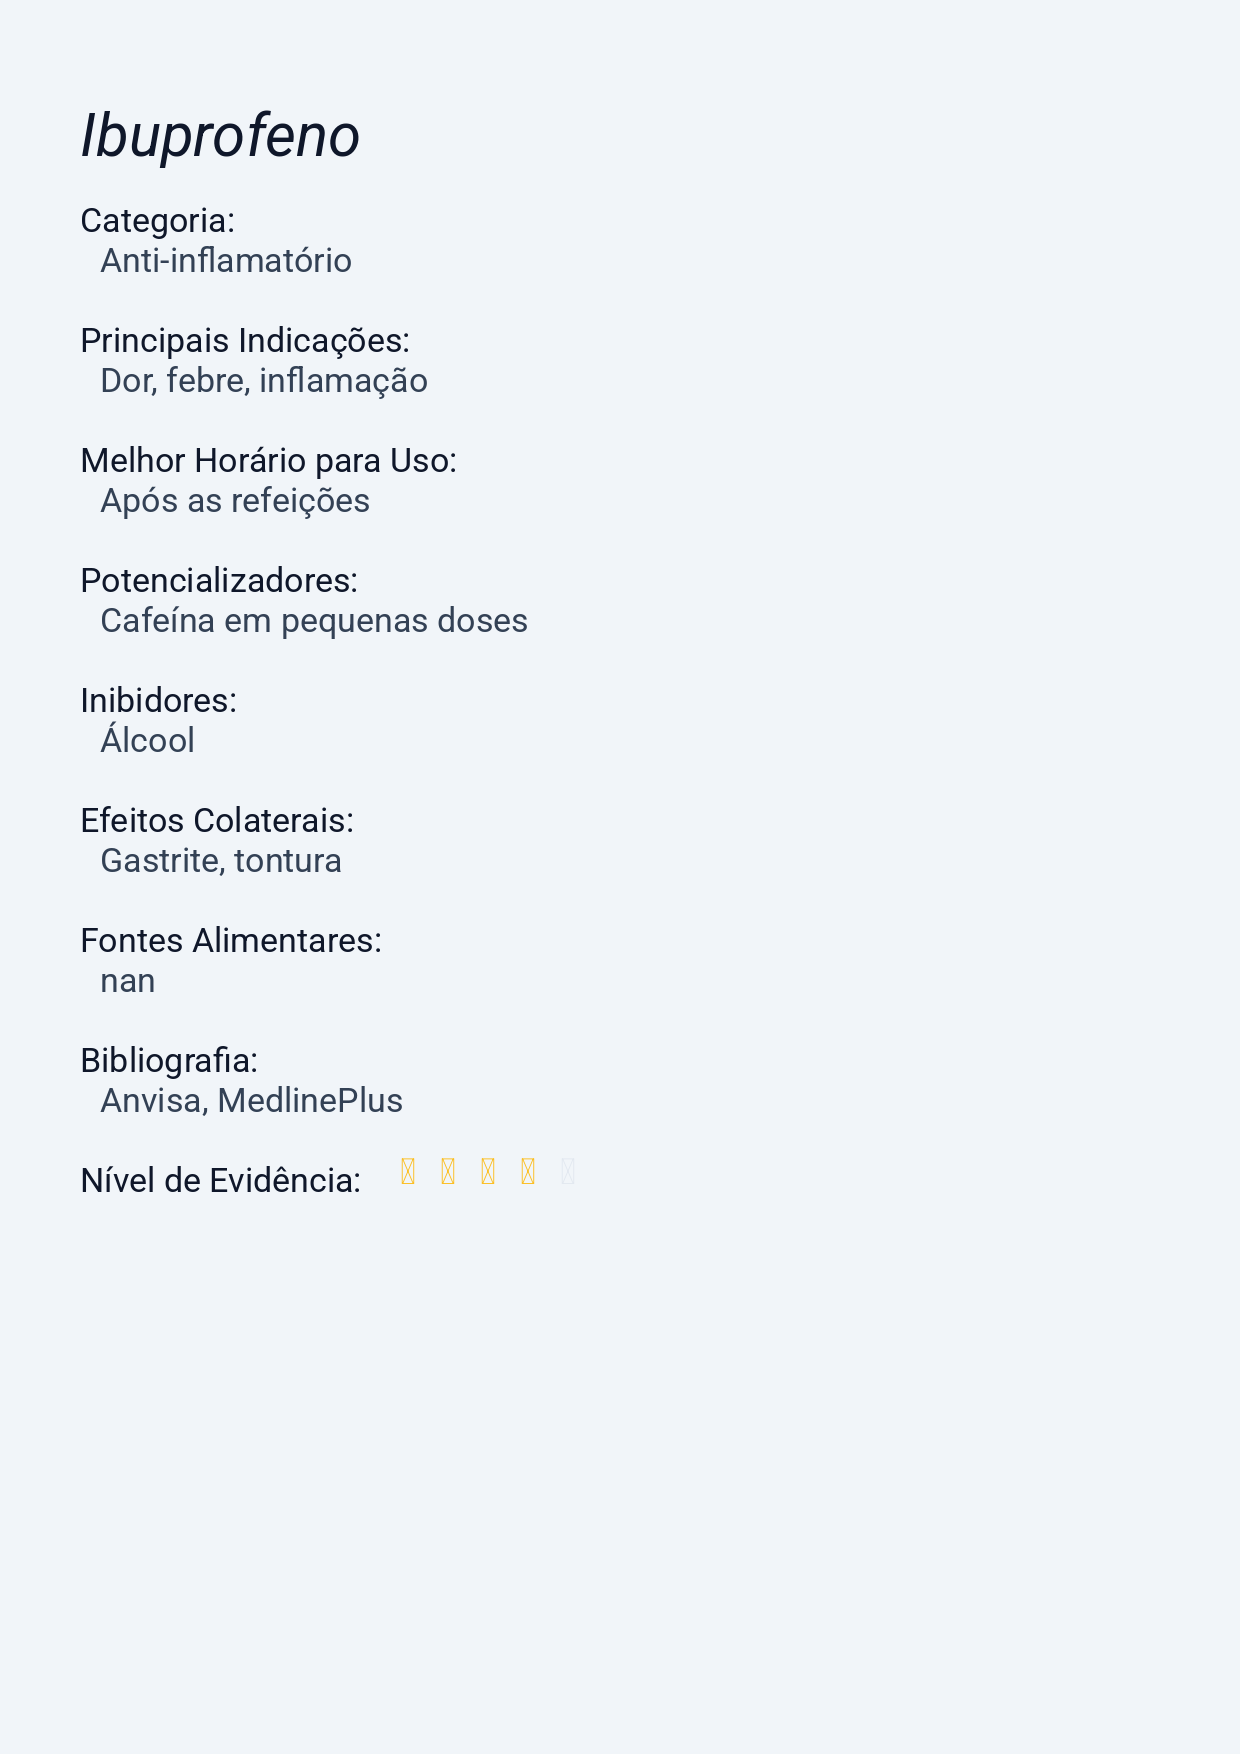 Ibuprofeno
Categoria:
Anti-inflamatório
Principais Indicações:
Dor, febre, inflamação
Melhor Horário para Uso:
Após as refeições
Potencializadores:
Cafeína em pequenas doses
Inibidores:
Álcool
Efeitos Colaterais:
Gastrite, tontura
Fontes Alimentares:
nan
Bibliografia:
Anvisa, MedlinePlus
Nível de Evidência: